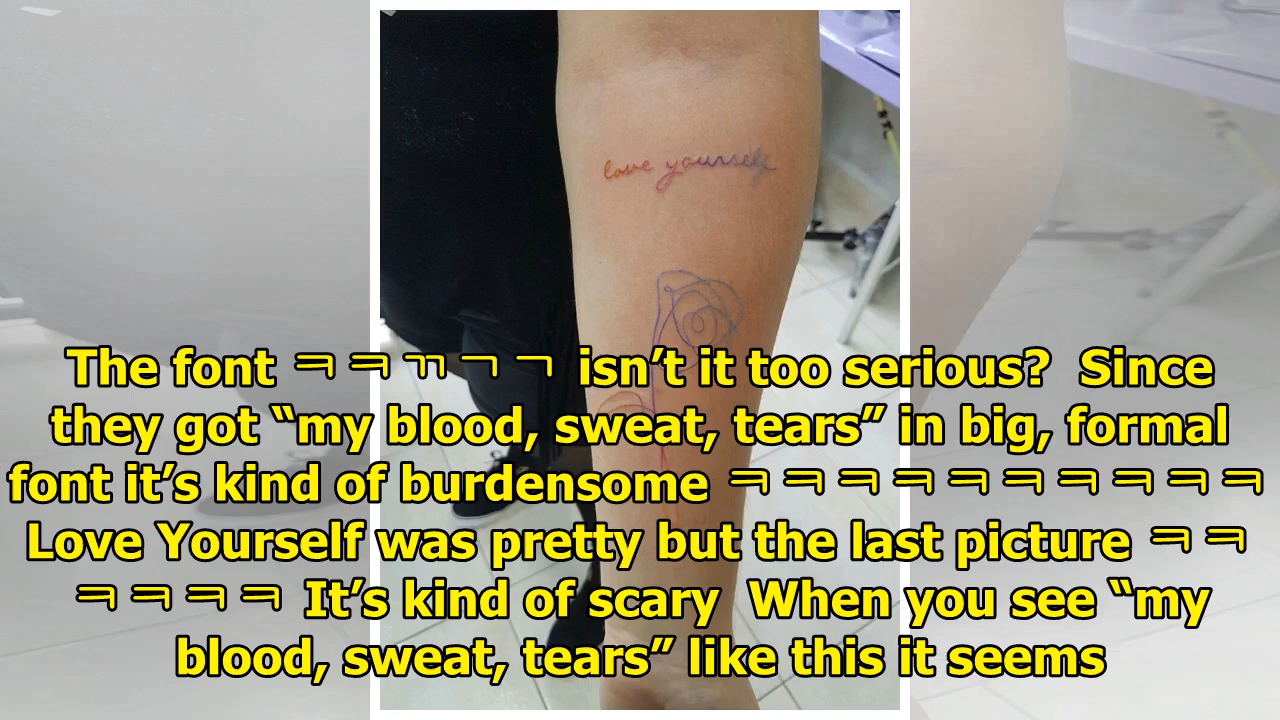 love yourself
The font ㅋㅋㄲㄱㄱ isn’t it too serious?  Since
they got “my blood, sweat, tears” in big, formal
font it’s kind of burdensome ㅋㅋㅋㅋㅋㅋㅋㅋㅋㅋ
Love Yourself was pretty but the last picture ㅋㅋ
ㅋㅋㅋㅋ It’s kind of scary  When you see “my
blood, sweat, tears” like this it seems